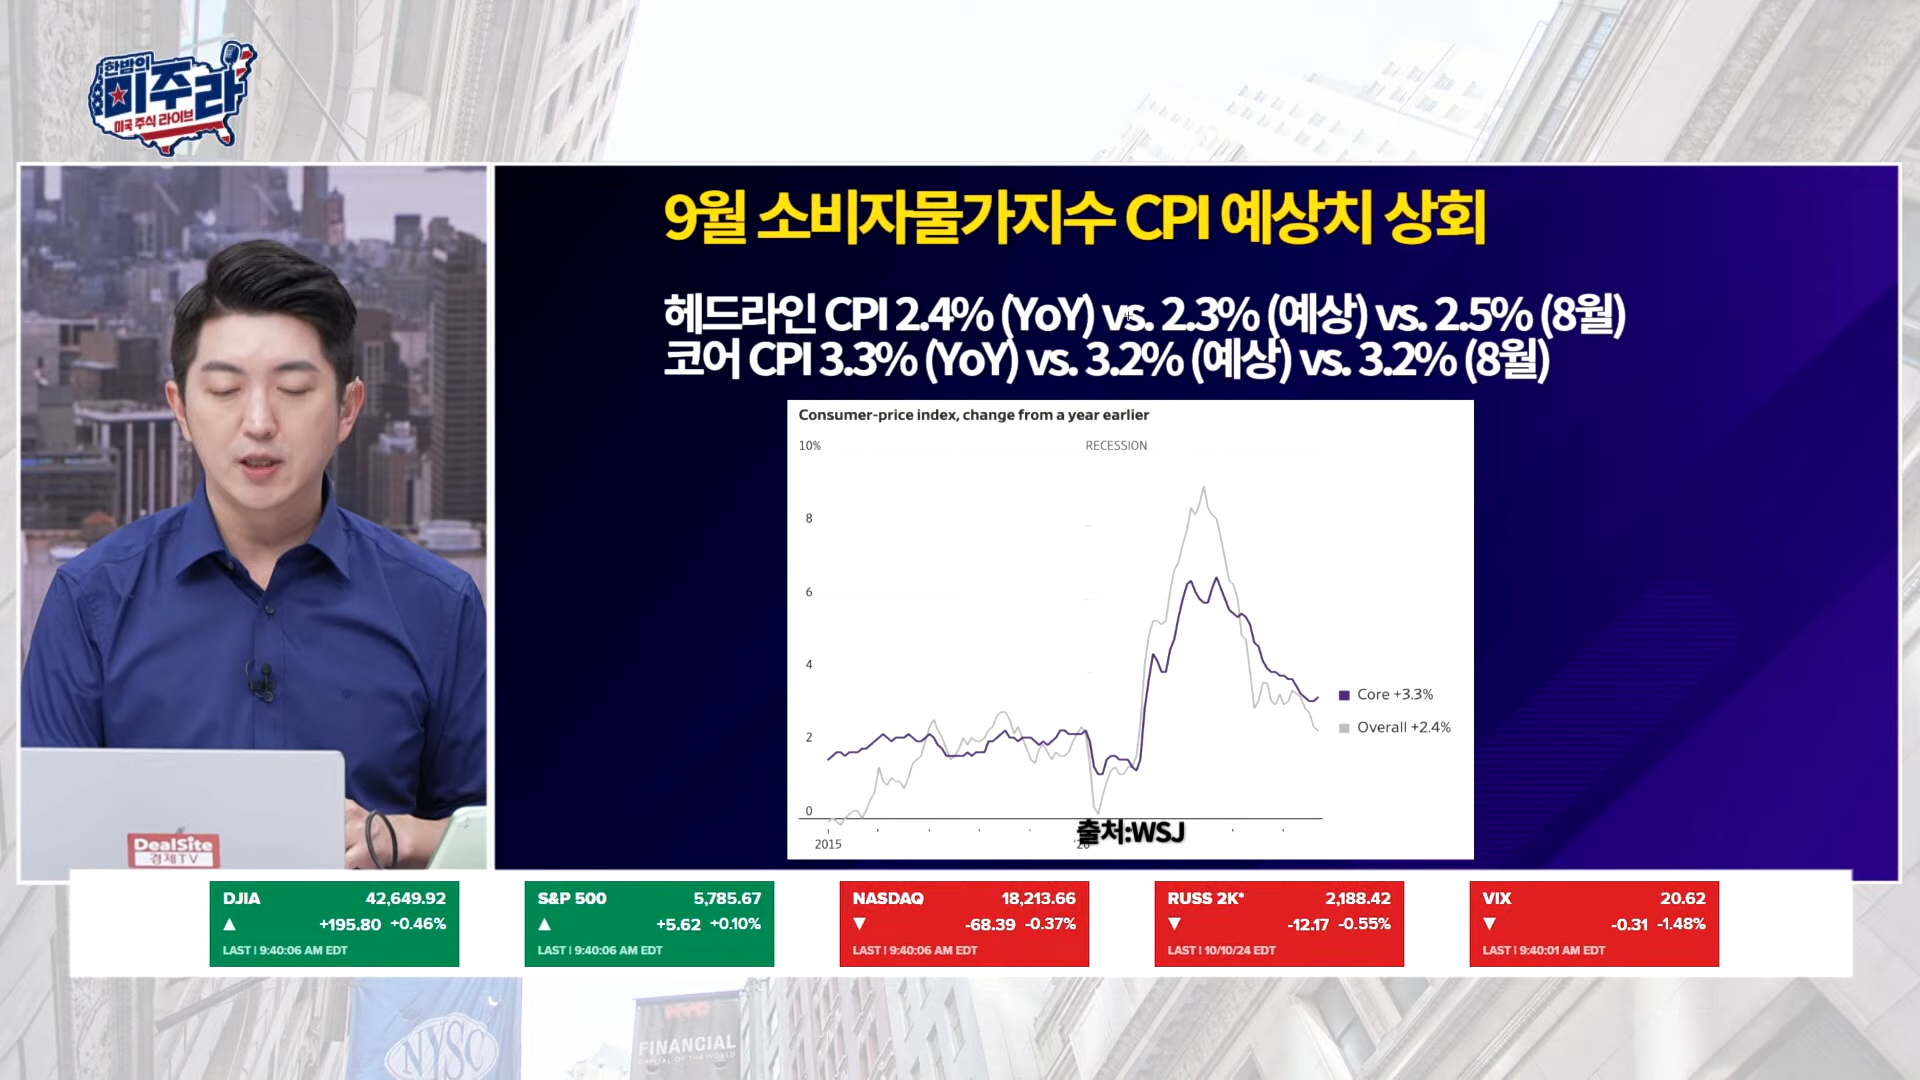 한밤의
미주라
미국 주식 라이브
9월 소비자물가지수 CPI 예상치 상회
헤드라인 CPI 2.4% (YoY) vs. 2.3% (예상) vs. 2.5% (8월)
코어 CPI 3.3% (YoY) vs. 3.2% (예상) vs. 3.2% (8월)
Consumer-price index, change from a year earlier
10%
RECESSION
8
6
4
2
0
Core +3.3%
Overall +2.4%
2015
'20
출처:WSJ
DealSite
경제TV
DJIA 42,649.92
▲ +195.80 +0.46%
LAST | 9:40:06 AM EDT
S&P 500 5,785.67
▲ +5.62 +0.10%
LAST | 9:40:06 AM EDT
NASDAQ 18,213.66
▼ -68.39 -0.37%
LAST | 9:40:06 AM EDT
RUSS 2K* 2,188.42
▼ -12.17 -0.55%
LAST | 10/10/24 EDT
VIX 20.62
▼ -0.31 -1.48%
LAST | 9:40:01 AM EDT
NYSC
NYC
FINANCIAL
CAPITAL OF THE WORLD